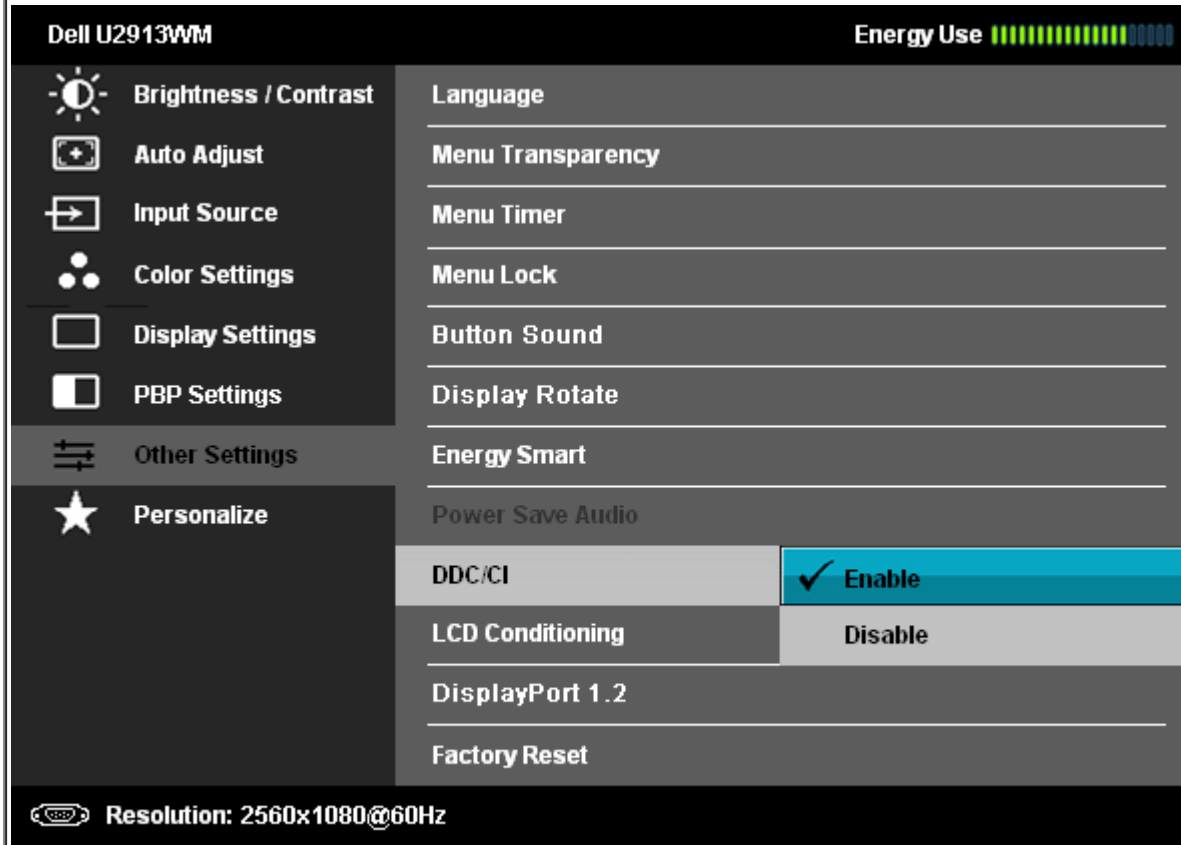 Dell U2913WM
Energy Use
Brightness / Contrast
Auto Adjust
Input Source
Color Settings
Display Settings
PBP Settings
Other Settings
Personalize
Language
Menu Transparency
Menu Timer
Menu Lock
Button Sound
Display Rotate
Energy Smart
Power Save Audio
DDC/CI
Enable
Disable
LCD Conditioning
DisplayPort 1.2
Factory Reset
Resolution: 2560x1080@60Hz